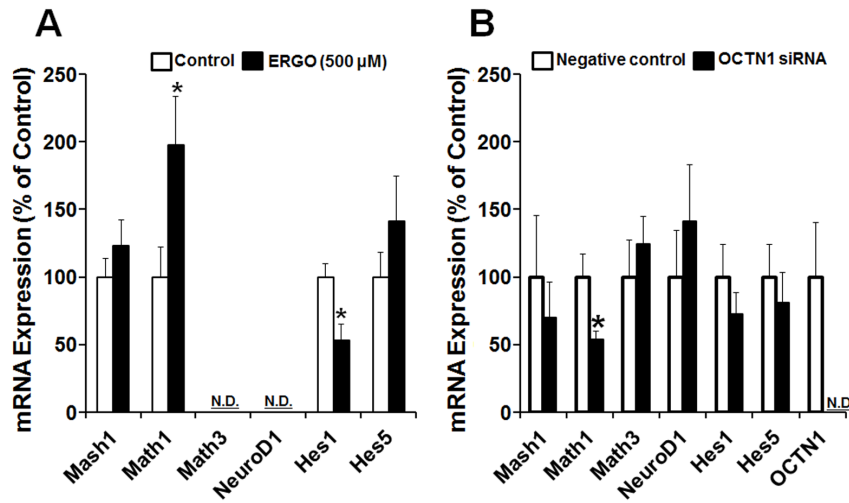 A
Control ERGO (500 µM)
mRNA Expression (% of Control)
250
200
150
100
50
0
*
*
N.D.
N.D.
Mash1
Math1
Math3
NeuroD1
Hes1
Hes5
B
Negative control OCTN1 siRNA
mRNA Expression (% of Control)
250
200
150
100
50
0
*
N.D
Mash1
Math1
Math3
NeuroD1
Hes1
Hes5
OCTN1